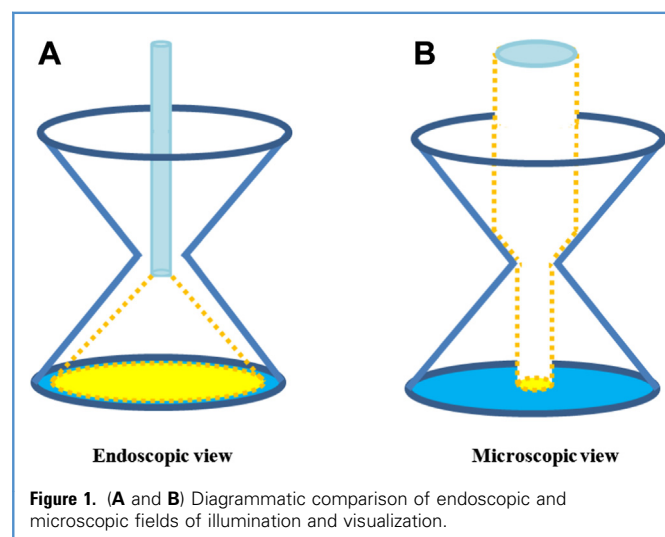 A
B
Endoscopic view
Microscopic view
Figure 1. (A and B) Diagrammatic comparison of endoscopic and
microscopic fields of illumination and visualization.